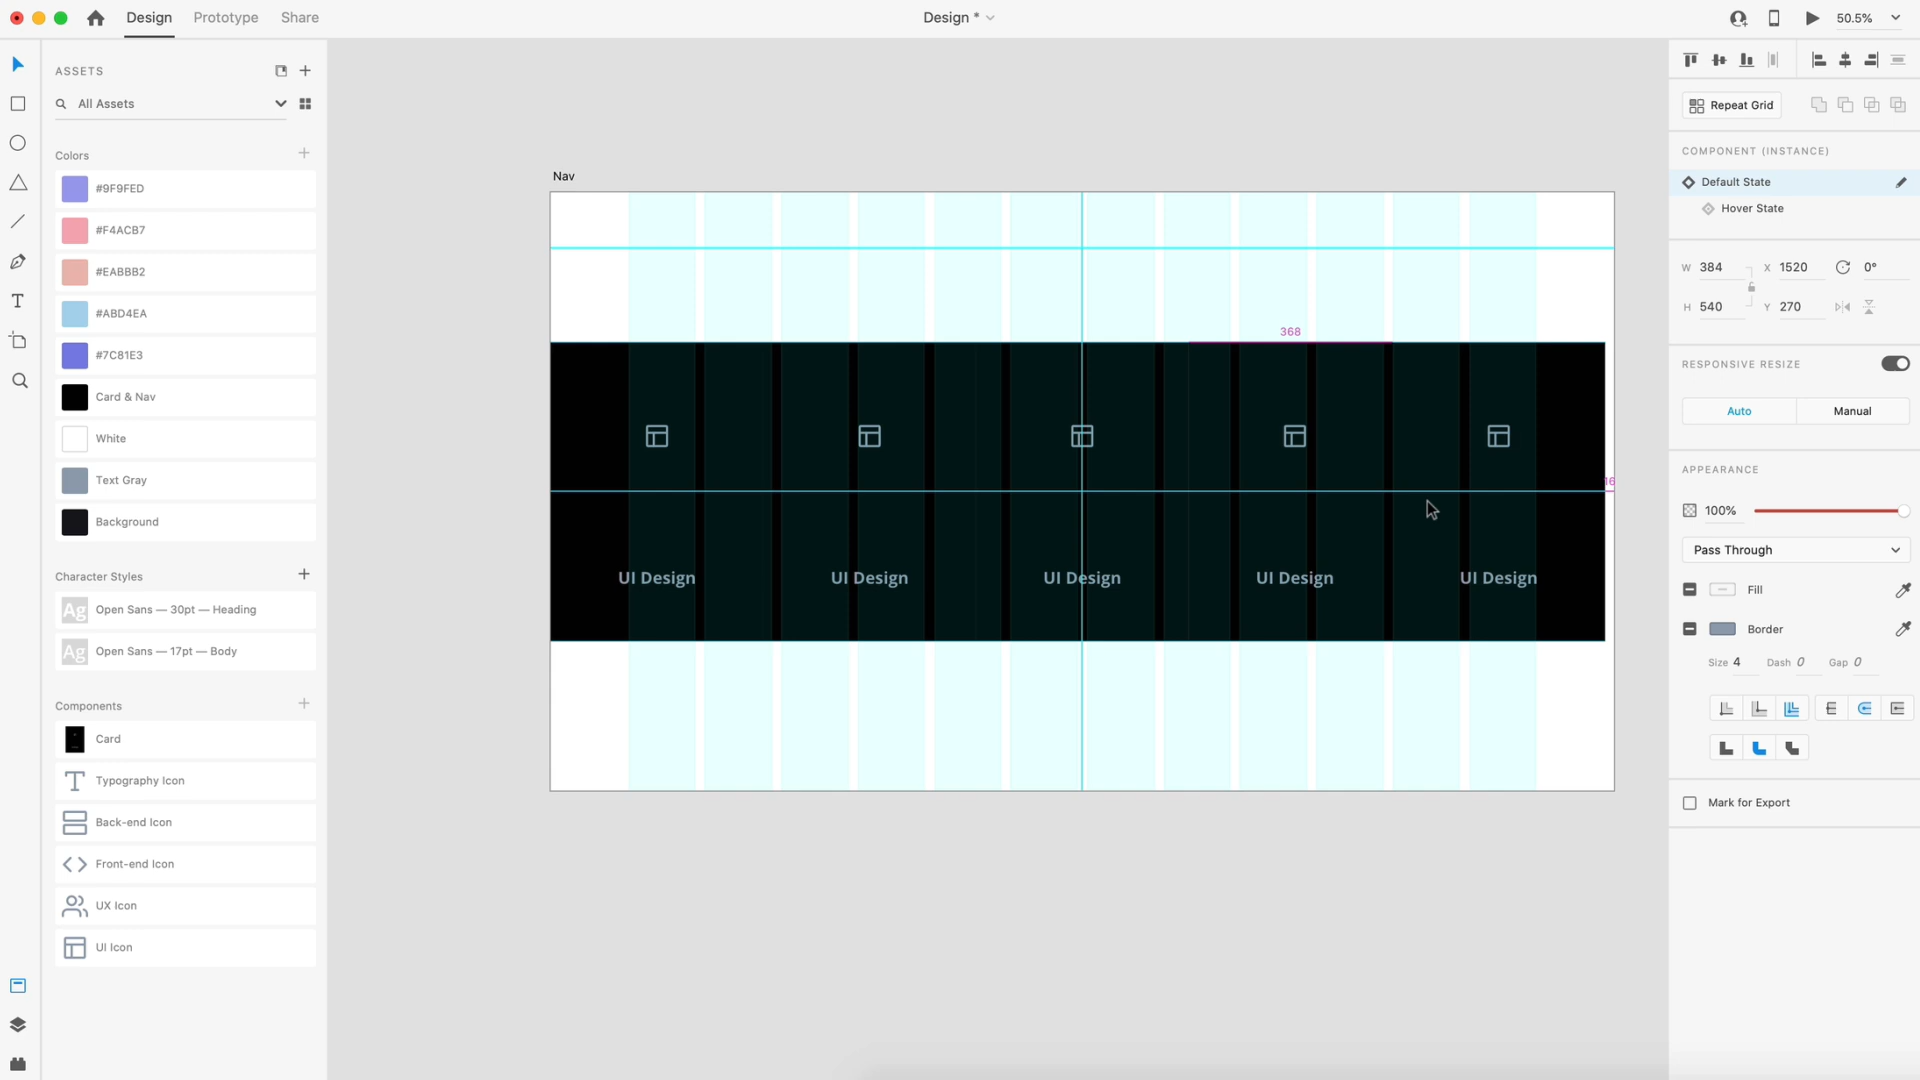 Design
Prototype
Share
Design *
50.5%
ASSETS
All Assets
Colors
#9F9FED
#F4ACB7
#EABBB2
#ABD4EA
#7C81E3
Card & Nav
White
Text Gray
Background
Character Styles
Ag Open Sans — 30pt — Heading
Ag Open Sans — 17pt — Body
Components
Card
Typography Icon
Back-end Icon
Front-end Icon
UX Icon
UI Icon
Nav
368
16
UI Design UI Design UI Design UI Design UI Design
Repeat Grid
COMPONENT (INSTANCE)
Default State
Hover State
W 384 X 1520 0°
H 540 Y 270
RESPONSIVE RESIZE
Auto Manual
APPEARANCE
100%
Pass Through
Fill
Border
Size 4 Dash 0 Gap 0
Mark for Export